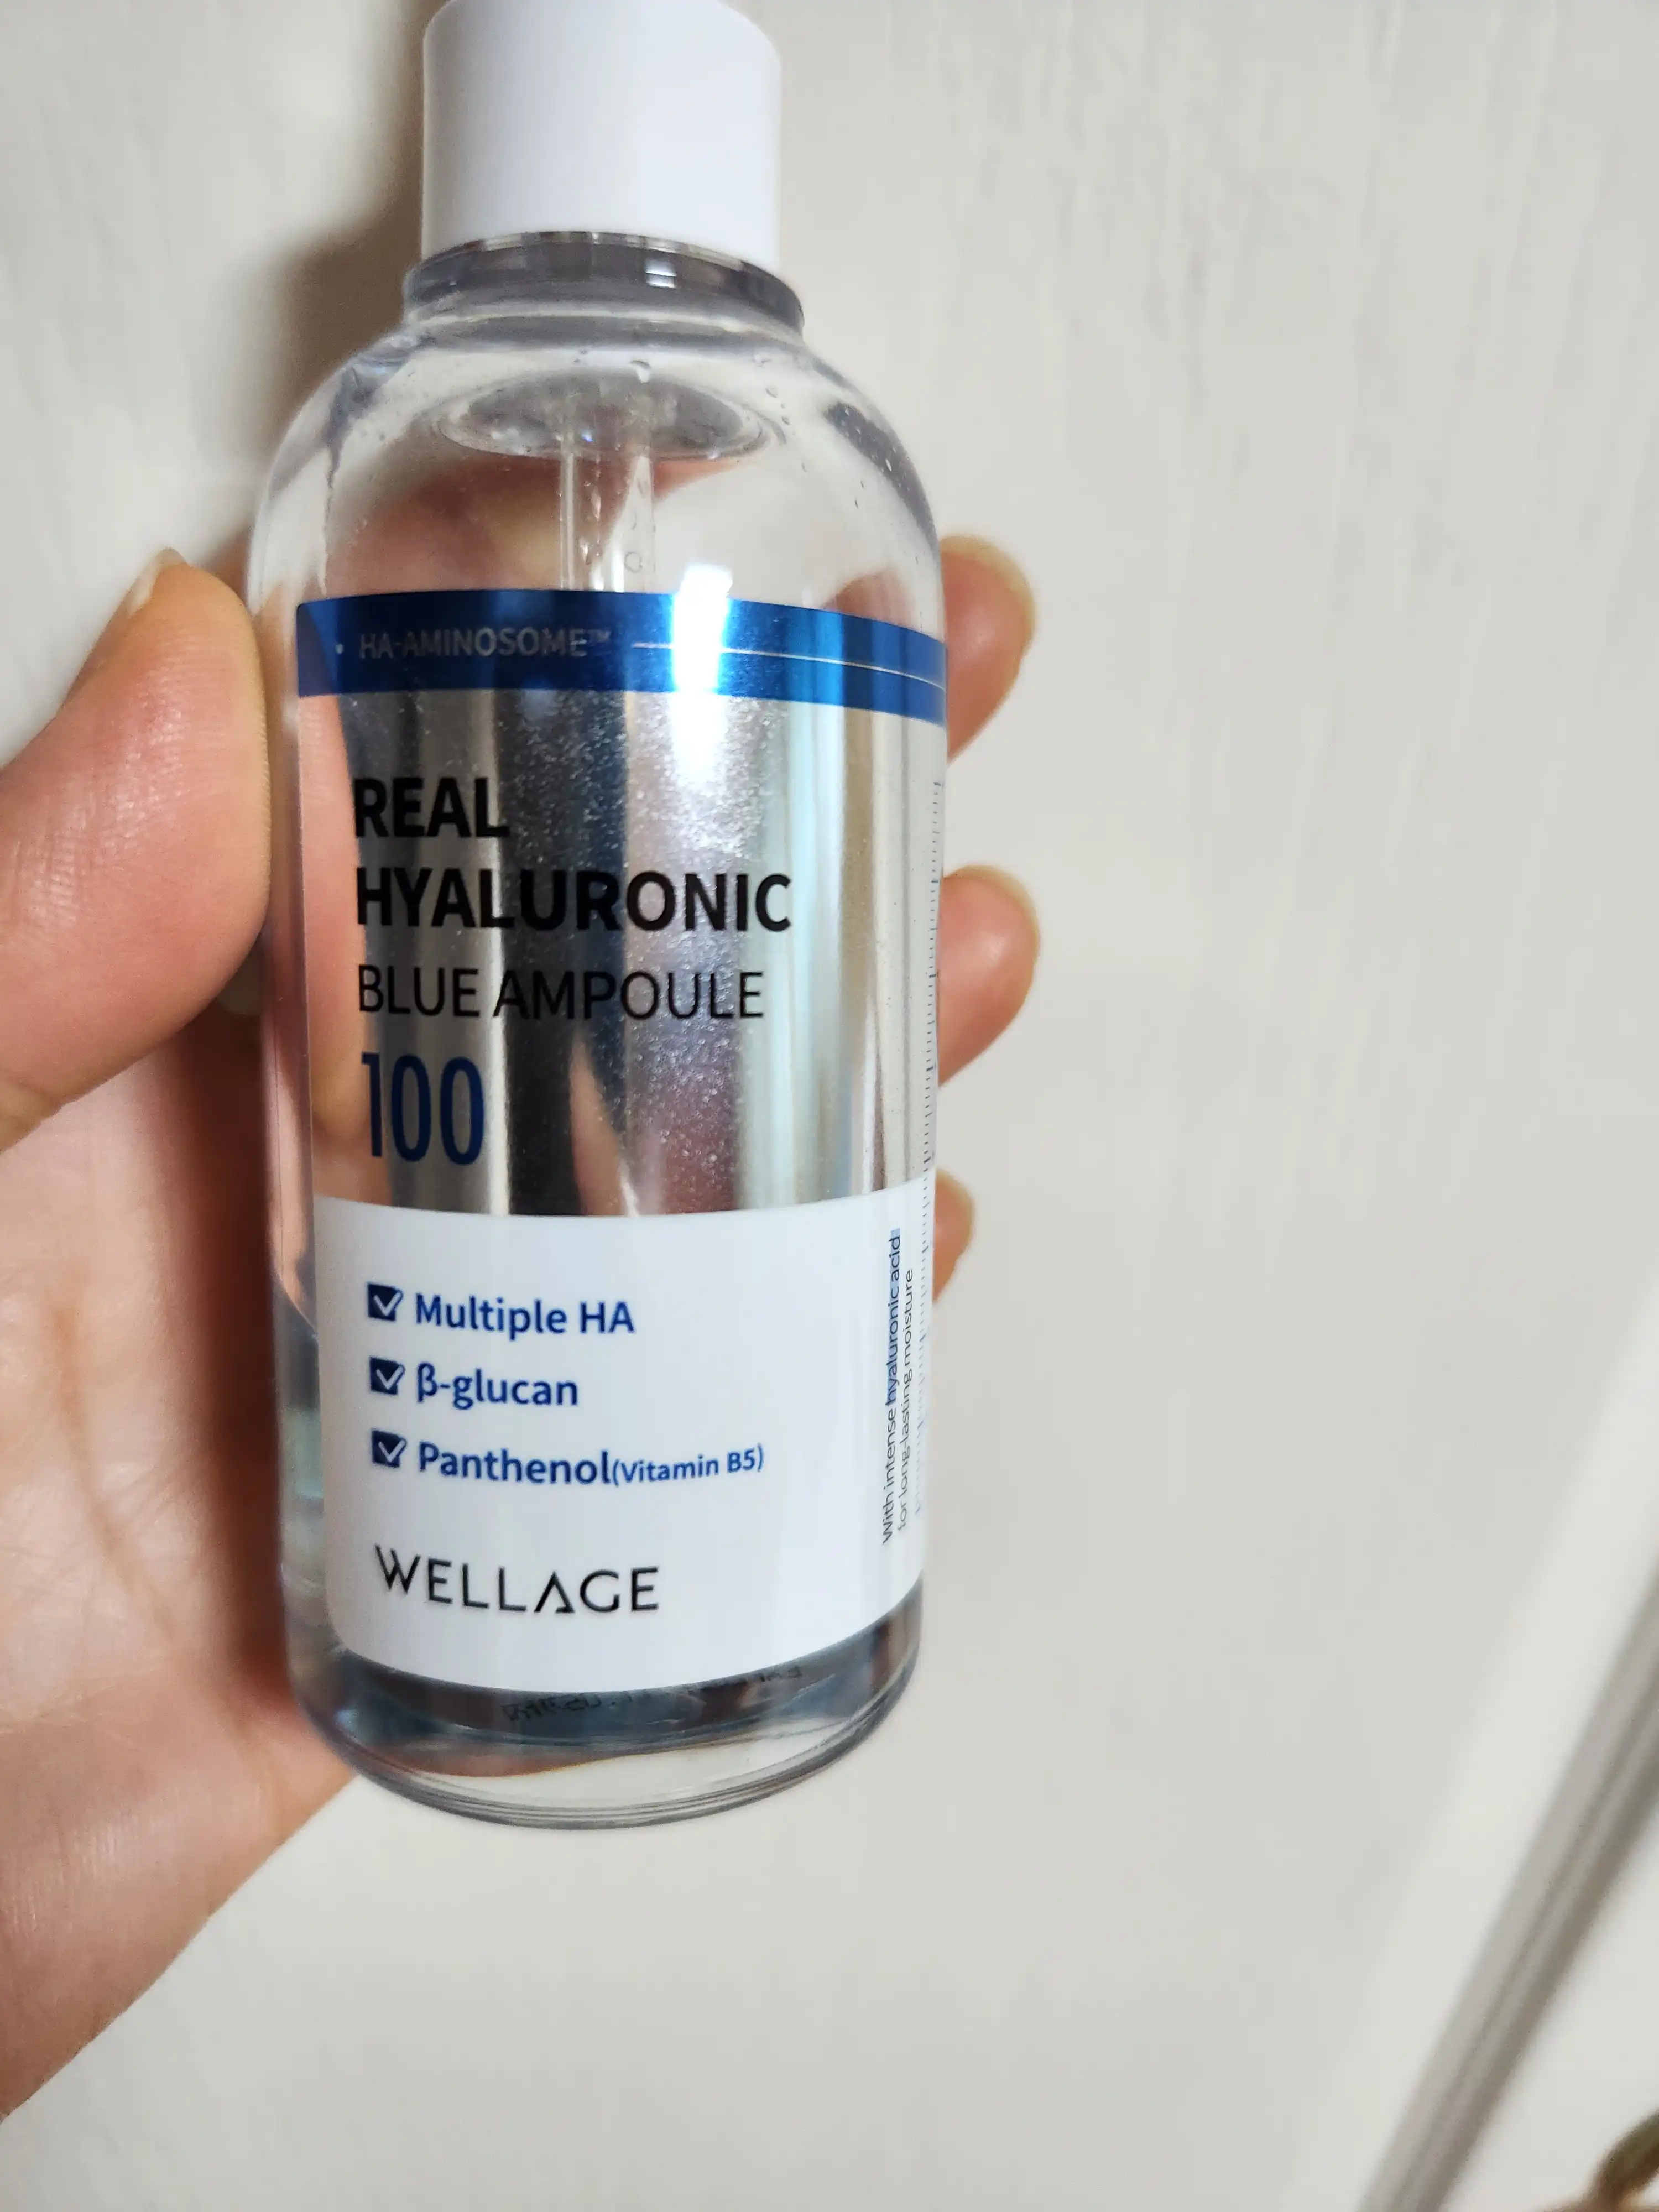 HA-AMINOSOME™
REAL
HYALURONIC
BLUE AMPOULE
100
Multiple HA
β-glucan
Panthenol(Vitamin B5)
WELLAGE
With intense hyaluronic acid
for long-lasting moisture